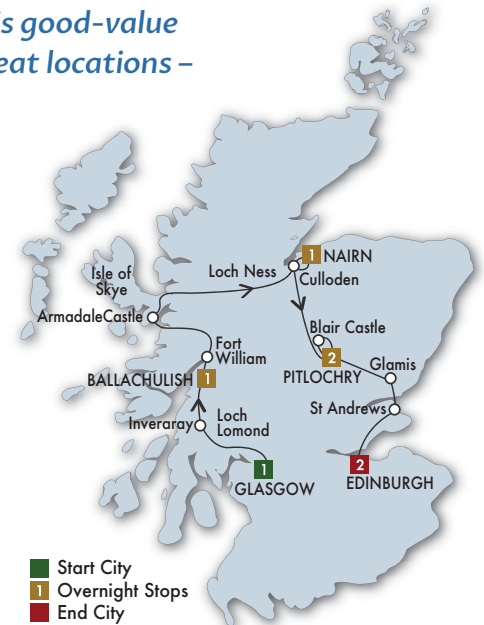 is good-value
eat locations –
1 NAIRN
Loch Ness
Culloden
Isle of
Skye
ArmadaleCastle
Blair Castle
Fort
William
2
PITLOCHRY
Glamis
BALLACHULISH 1
St Andrews
Inveraray
Loch
Lomond
1
GLASGOW
2
EDINBURGH
Start City
1 Overnight Stops
End City